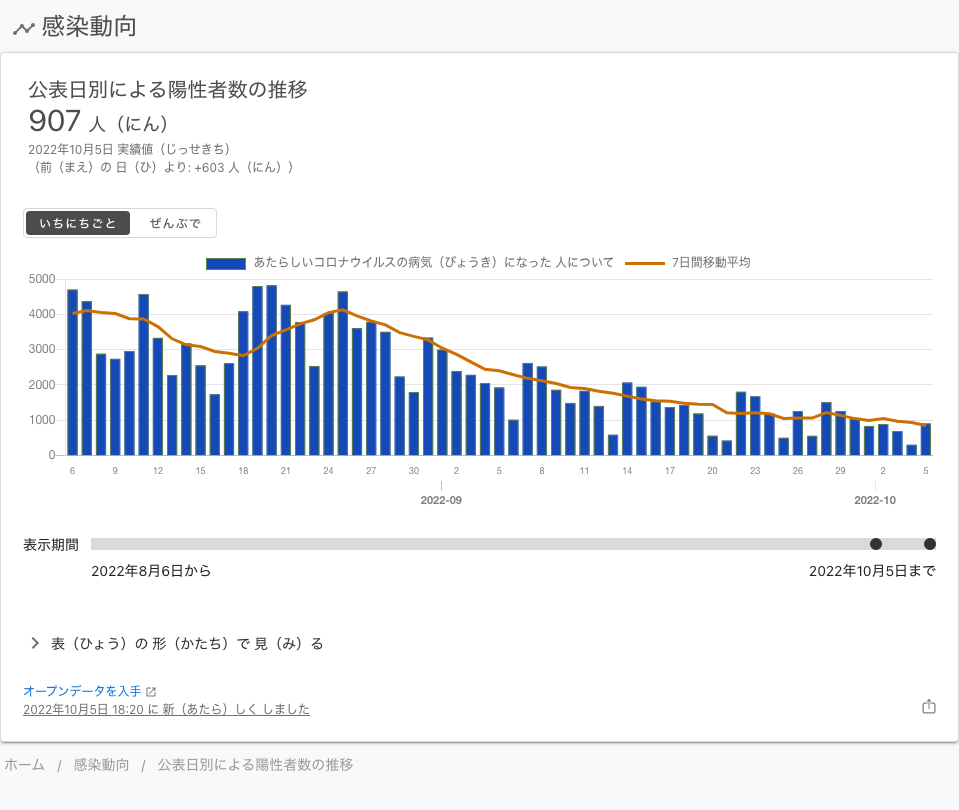 感染動向
公表日別による陽性者数の推移
907 人（にん）
2022年10月5日 実績値（じっせきち）
（前（まえ）の 日（ひ）より: +603 人（にん））
いちにちごと ぜんぶで
あたらしいコロナウイルスの病気（びょうき）になった 人について 7日間移動平均
5000
4000
3000
2000
1000
0
6 9 12 15 18 21 24 27 30 2 5 8 11 14 17 20 23 26 29 2 5
2022-09 2022-10
表示期間
2022年8月6日から 2022年10月5日まで
表（ひょう）の 形（かたち）で 見（み）る
オープンデータを入手
2022年10月5日 18:20 に 新（あたら）しく しました
ホーム / 感染動向 / 公表日別による陽性者数の推移